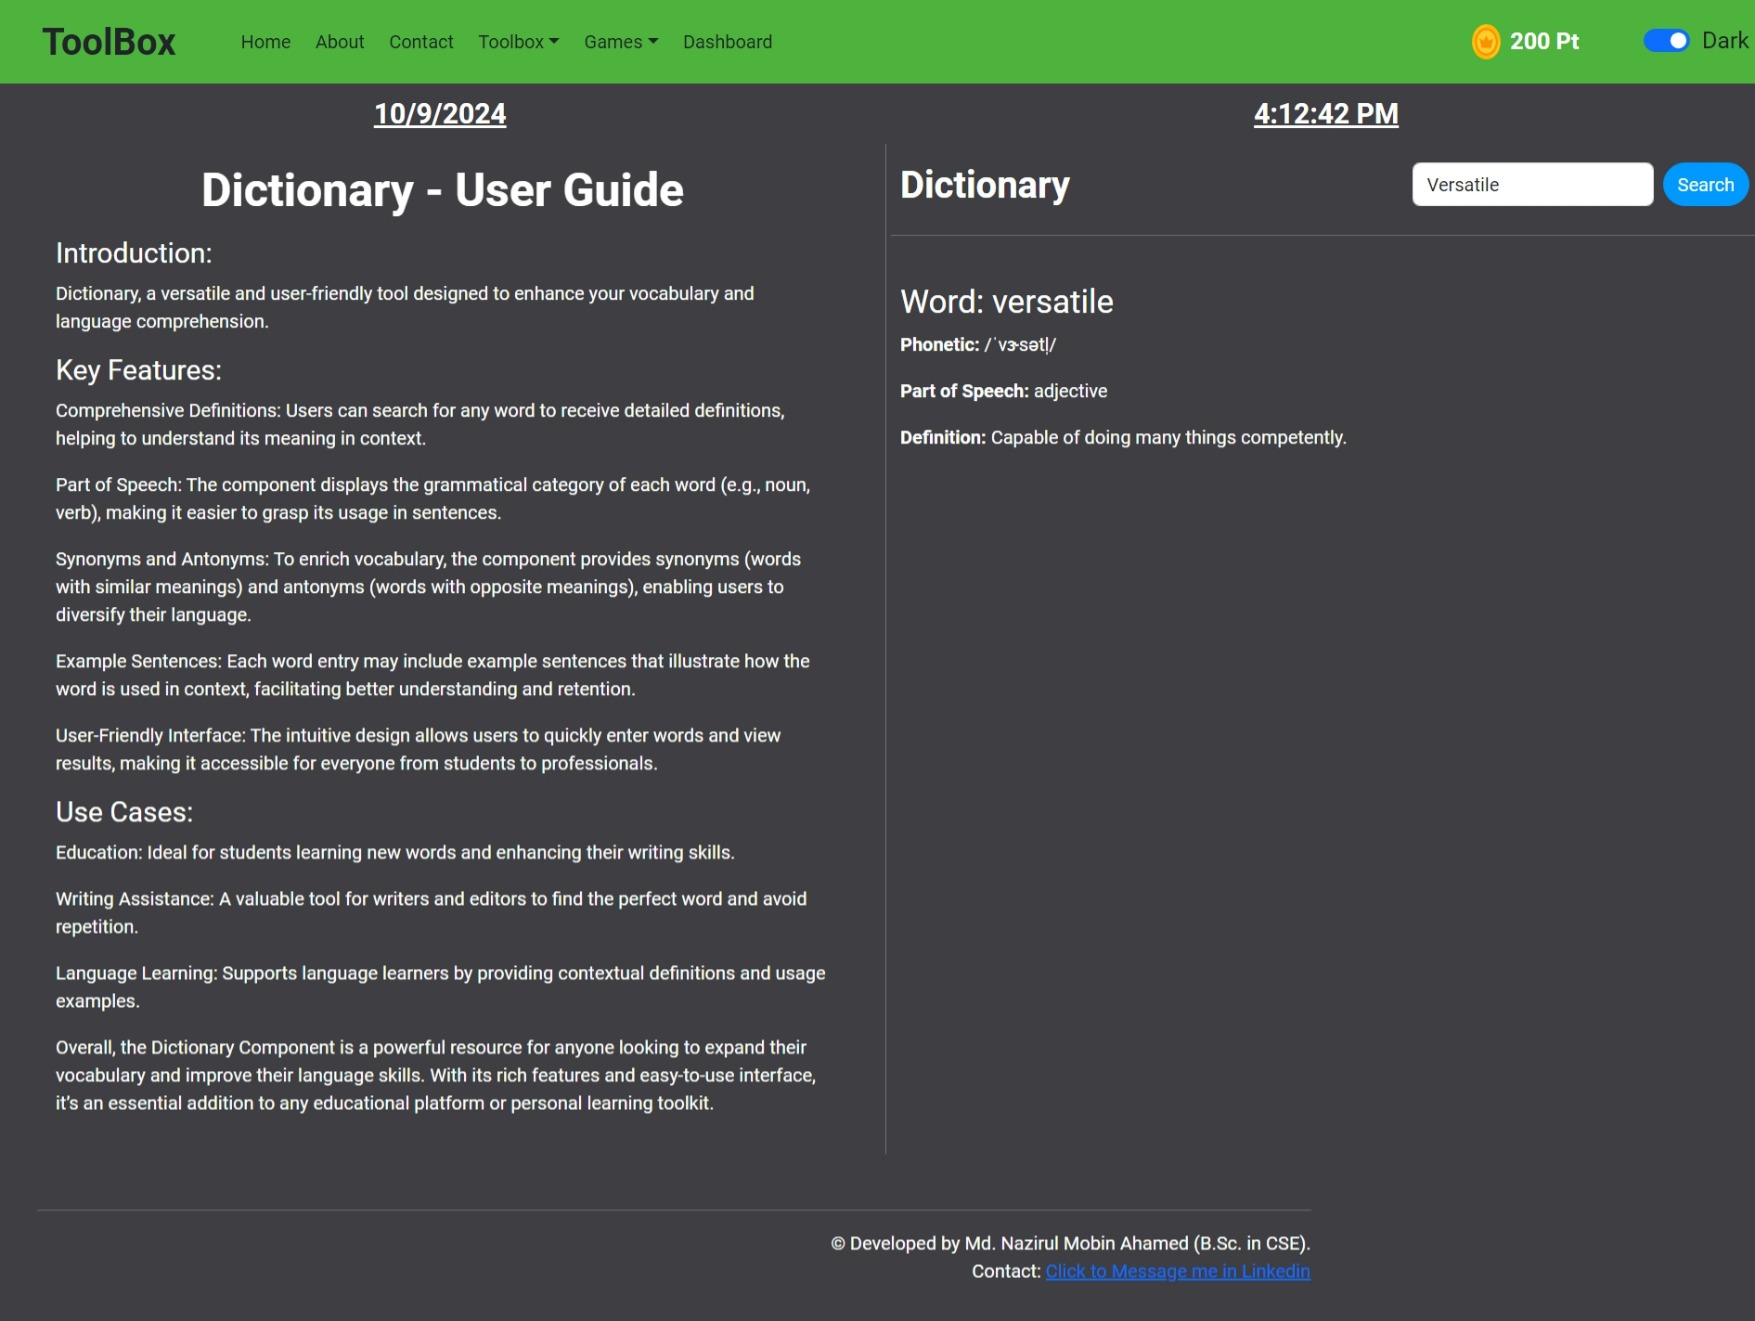 ToolBox
Home About Contact Toolbox Games Dashboard
200 Pt
Dark
10/9/2024
4:12:42 PM
Dictionary - User Guide
Introduction:
Dictionary, a versatile and user-friendly tool designed to enhance your vocabulary and
language comprehension.
Key Features:
Comprehensive Definitions: Users can search for any word to receive detailed definitions,
helping to understand its meaning in context.
Part of Speech: The component displays the grammatical category of each word (e.g., noun,
verb), making it easier to grasp its usage in sentences.
Synonyms and Antonyms: To enrich vocabulary, the component provides synonyms (words
with similar meanings) and antonyms (words with opposite meanings), enabling users to
diversify their language.
Example Sentences: Each word entry may include example sentences that illustrate how the
word is used in context, facilitating better understanding and retention.
User-Friendly Interface: The intuitive design allows users to quickly enter words and view
results, making it accessible for everyone from students to professionals.
Use Cases:
Education: Ideal for students learning new words and enhancing their writing skills.
Writing Assistance: A valuable tool for writers and editors to find the perfect word and avoid
repetition.
Language Learning: Supports language learners by providing contextual definitions and usage
examples.
Overall, the Dictionary Component is a powerful resource for anyone looking to expand their
vocabulary and improve their language skills. With its rich features and easy-to-use interface,
it's an essential addition to any educational platform or personal learning toolkit.
Dictionary
Versatile
Search
Word: versatile
Phonetic: /ˈvɝsətl̩/
Part of Speech: adjective
Definition: Capable of doing many things competently.
© Developed by Md. Nazirul Mobin Ahamed (B.Sc. in CSE).
Contact: Click to Message me in Linkedin